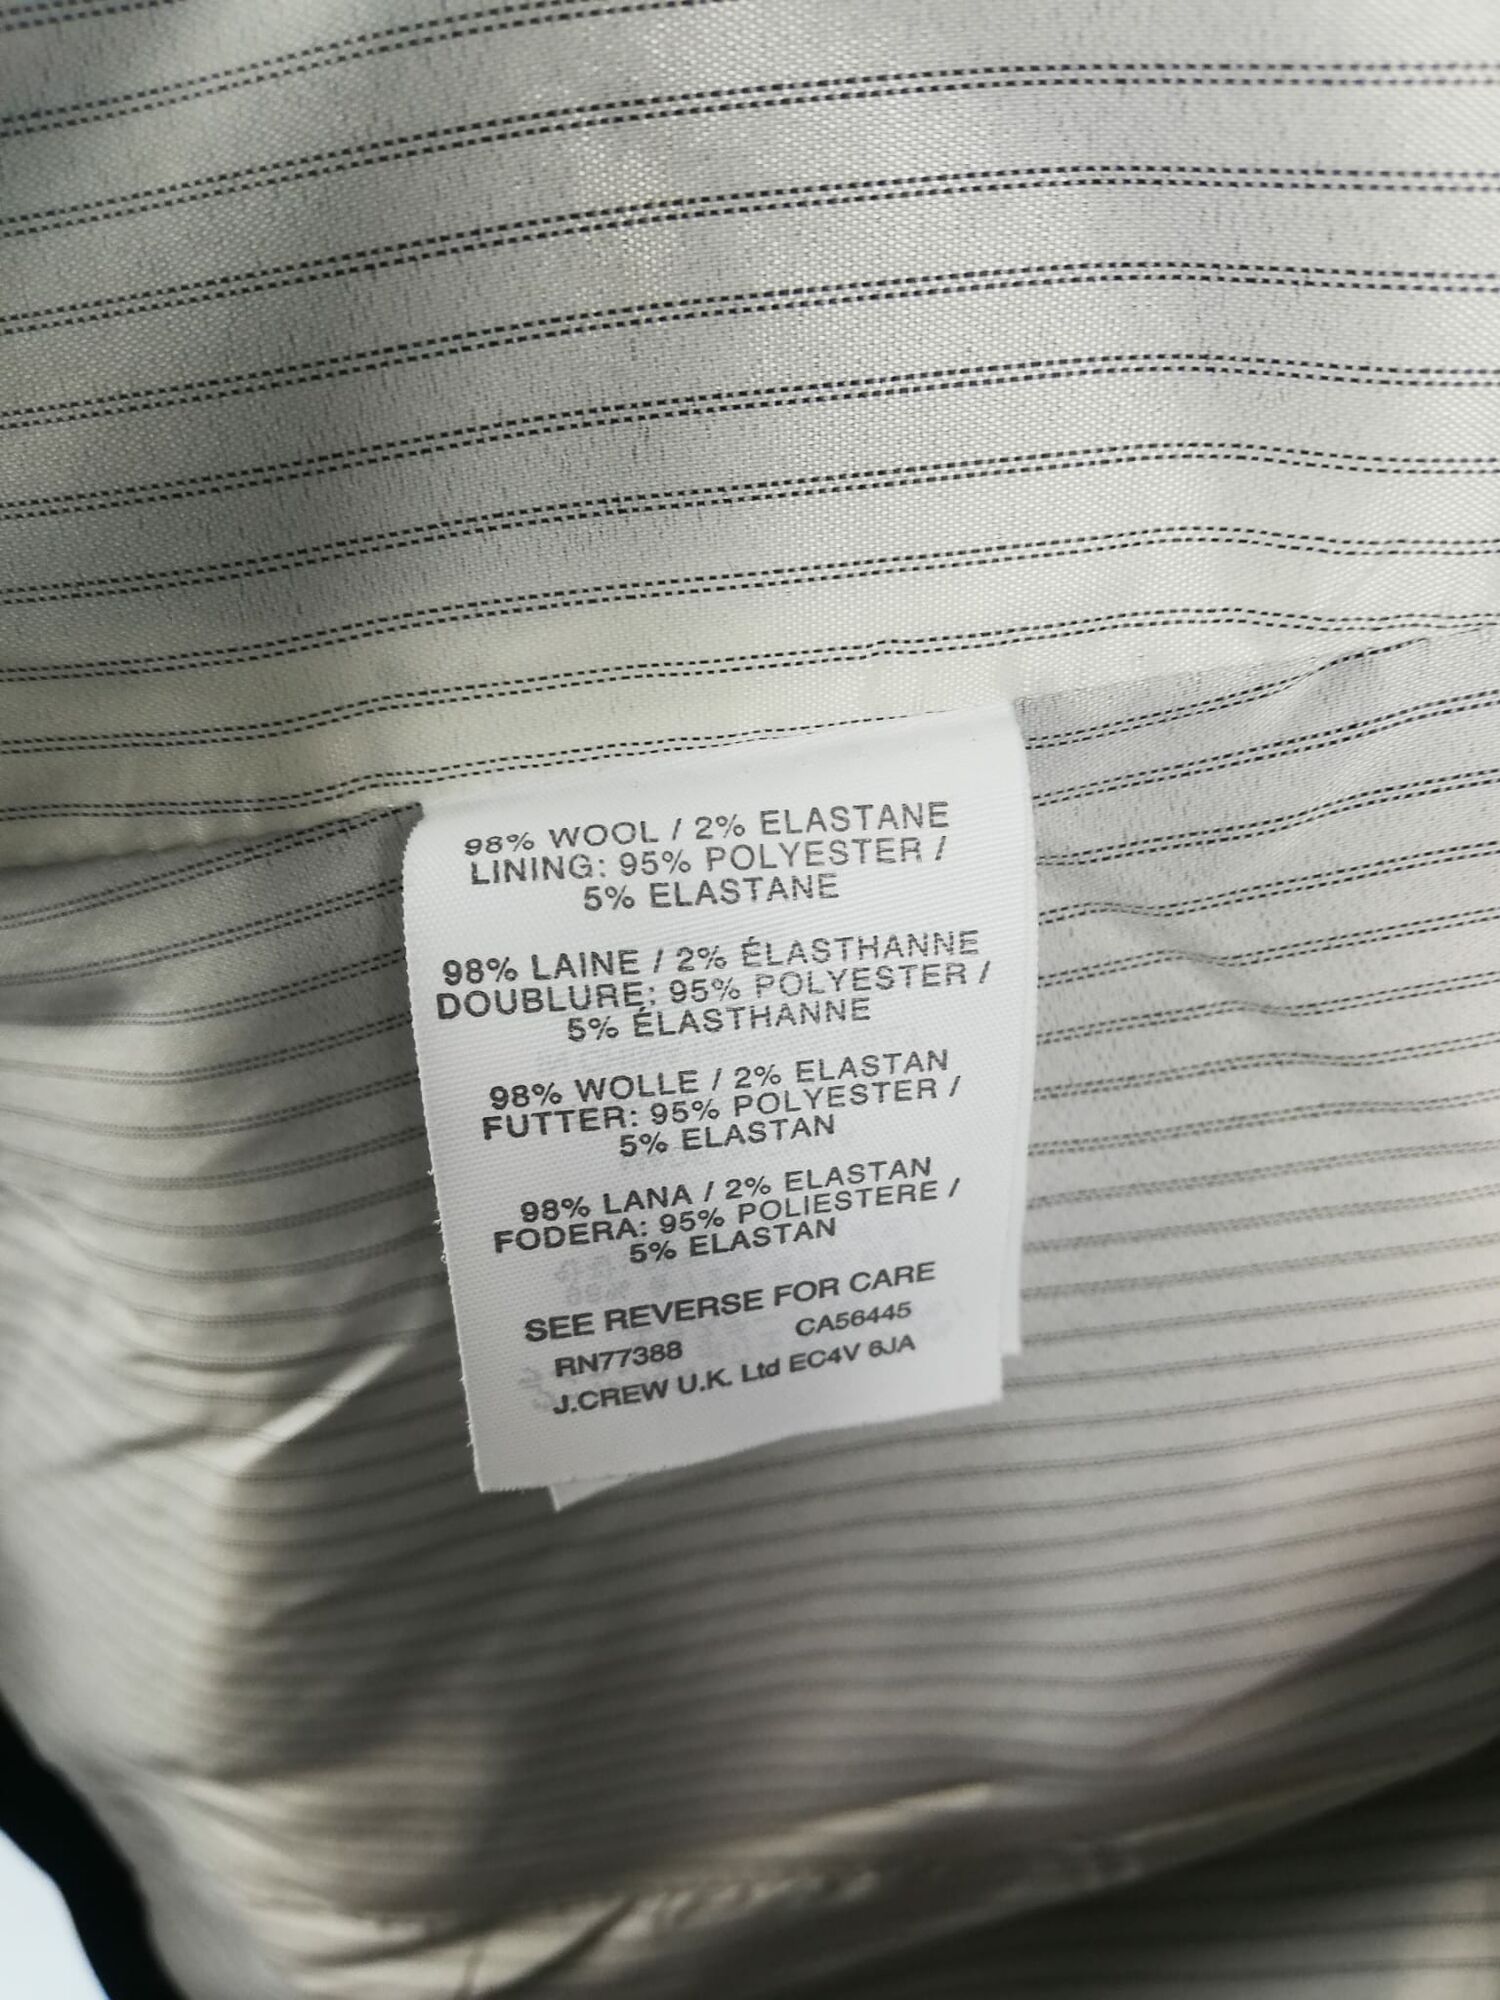 98% WOOL / 2% ELASTANE
LINING: 95% POLYESTER /
5% ELASTANE
98% LAINE / 2% ÉLASTHANNE
DOUBLURE: 95% POLYESTER /
5% ÉLASTHANNE
98% WOLLE / 2% ELASTAN
FUTTER: 95% POLYESTER /
5% ELASTAN
98% LANA / 2% ELASTAN
FODERA: 95% POLIESTERE /
5% ELASTAN
SEE REVERSE FOR CARE
RN77388 CA56445
J.CREW U.K. Ltd EC4V 6JA